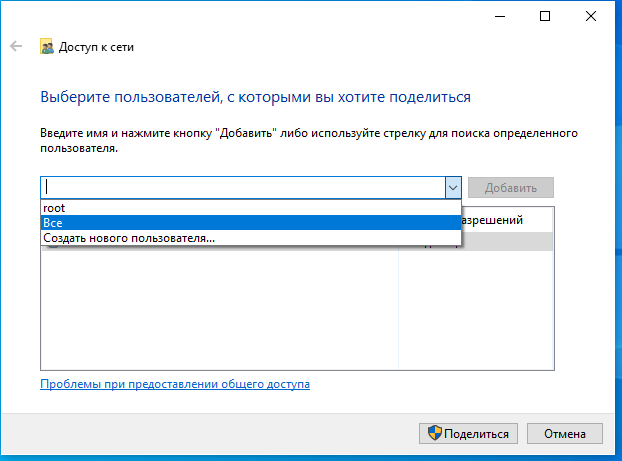 Доступ к сети
Выберите пользователей, с которыми вы хотите поделиться
Введите имя и нажмите кнопку "Добавить" либо используйте стрелку для поиска определенного
пользователя.
Добавить
root
Все
Создать нового пользователя...
Проблемы при предоставлении общего доступа
Поделиться
Отмена